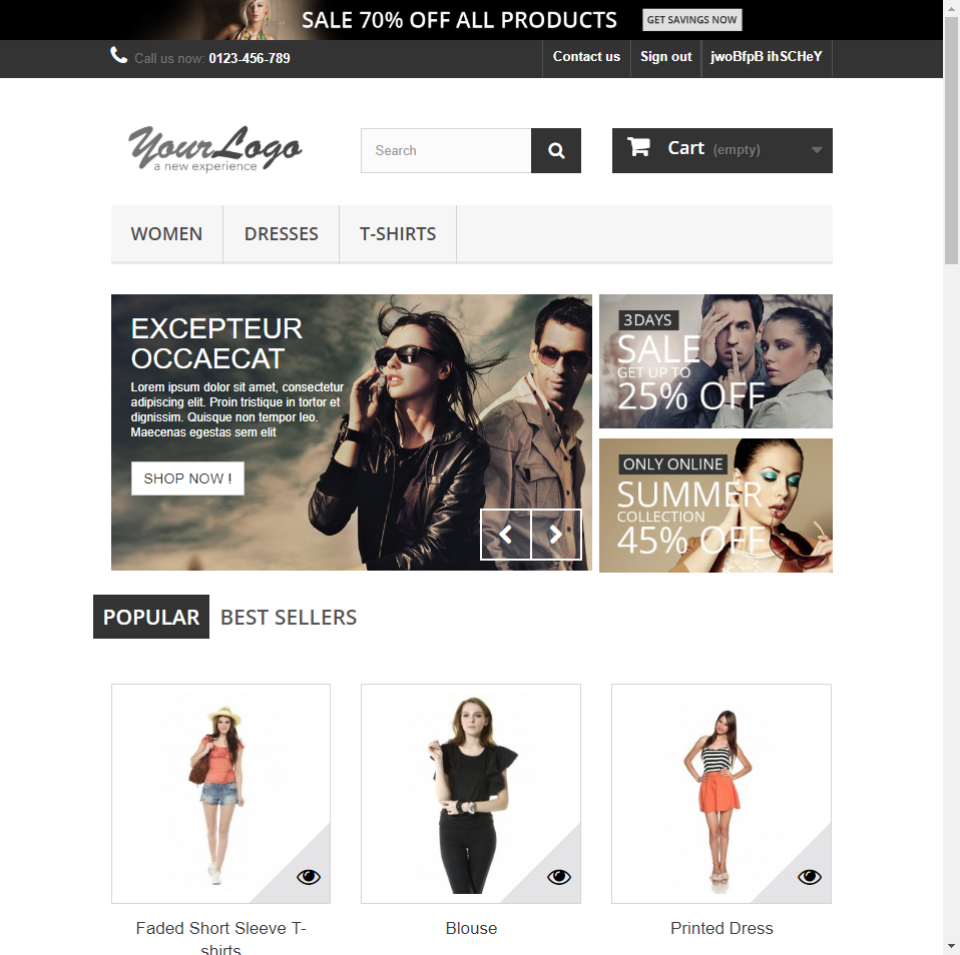 SALE 70% OFF ALL PRODUCTS
GET SAVINGS NOW
Call us now: 0123-456-789
Contact us
Sign out
jwoBfpB ihSCHeY
YourLogo
a new experience
Search
Cart (empty)
WOMEN
DRESSES
T-SHIRTS
EXCEPTEUR
OCCAECAT
Lorem ipsum dolor sit amet, consectetur
adipiscing elit. Proin tristique in tortor et
dignissim. Quisque non tempor leo.
Maecenas egestas sem elit
SHOP NOW !
3DAYS
SALE
GET UP TO
25% OFF
ONLY ONLINE
SUMMER
COLLECTION
45% OFF
POPULAR
BEST SELLERS
Faded Short Sleeve T-
shirts
Blouse
Printed Dress